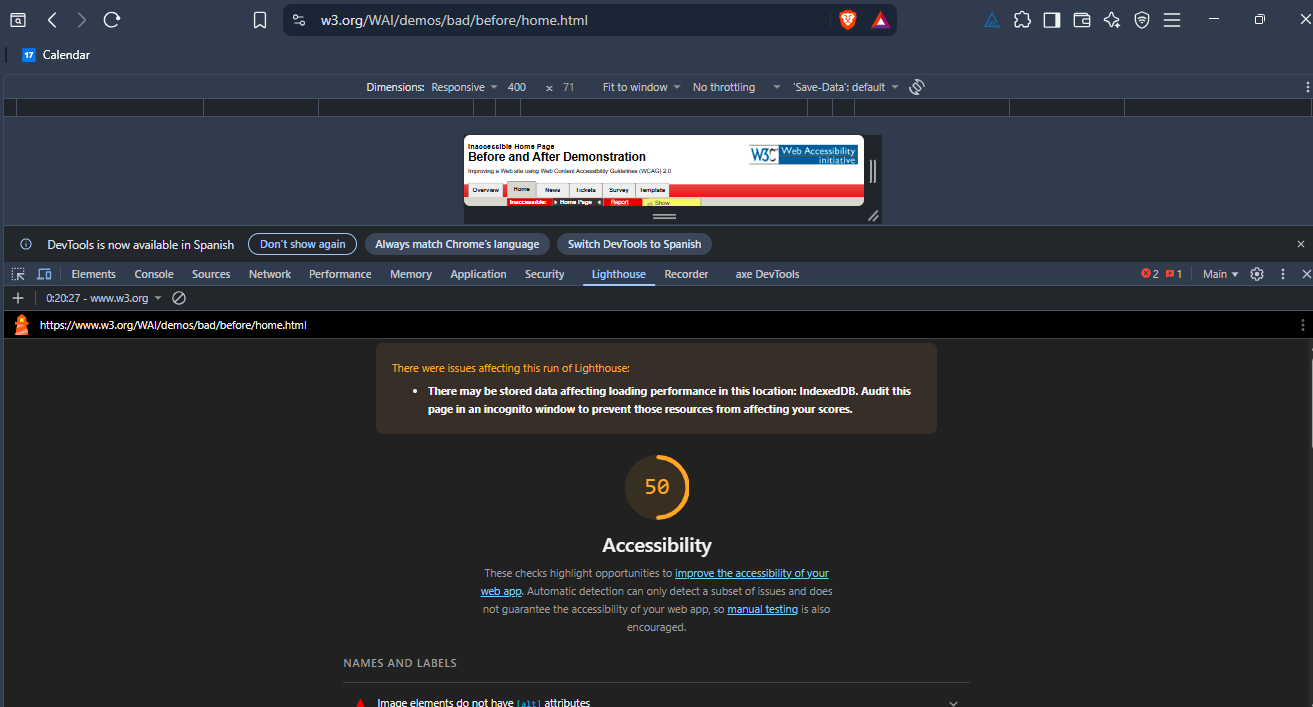 w3.org/WAI/demos/bad/before/home.html
17 Calendar
Dimensions: Responsive 400 × 71 Fit to window No throttling 'Save-Data': default
Inaccessible Home Page
Before and After Demonstration
Improving a Web site using Web Content Accessibility Guidelines (WCAG) 2.0
W3C Web Accessibility initiative
Overview Home News Tickets Survey Template
Inaccessible: Home Page Report Show
DevTools is now available in Spanish Don't show again Always match Chrome's language Switch DevTools to Spanish
Elements Console Sources Network Performance Memory Application Security Lighthouse Recorder axe DevTools 2 1 Main
0:20:27 - www.w3.org
https://www.w3.org/WAI/demos/bad/before/home.html
There were issues affecting this run of Lighthouse:
• There may be stored data affecting loading performance in this location: IndexedDB. Audit this
page in an incognito window to prevent those resources from affecting your scores.
50
Accessibility
These checks highlight opportunities to improve the accessibility of your
web app. Automatic detection can only detect a subset of issues and does
not guarantee the accessibility of your web app, so manual testing is also
encouraged.
NAMES AND LABELS
Image elements do not have [alt] attributes